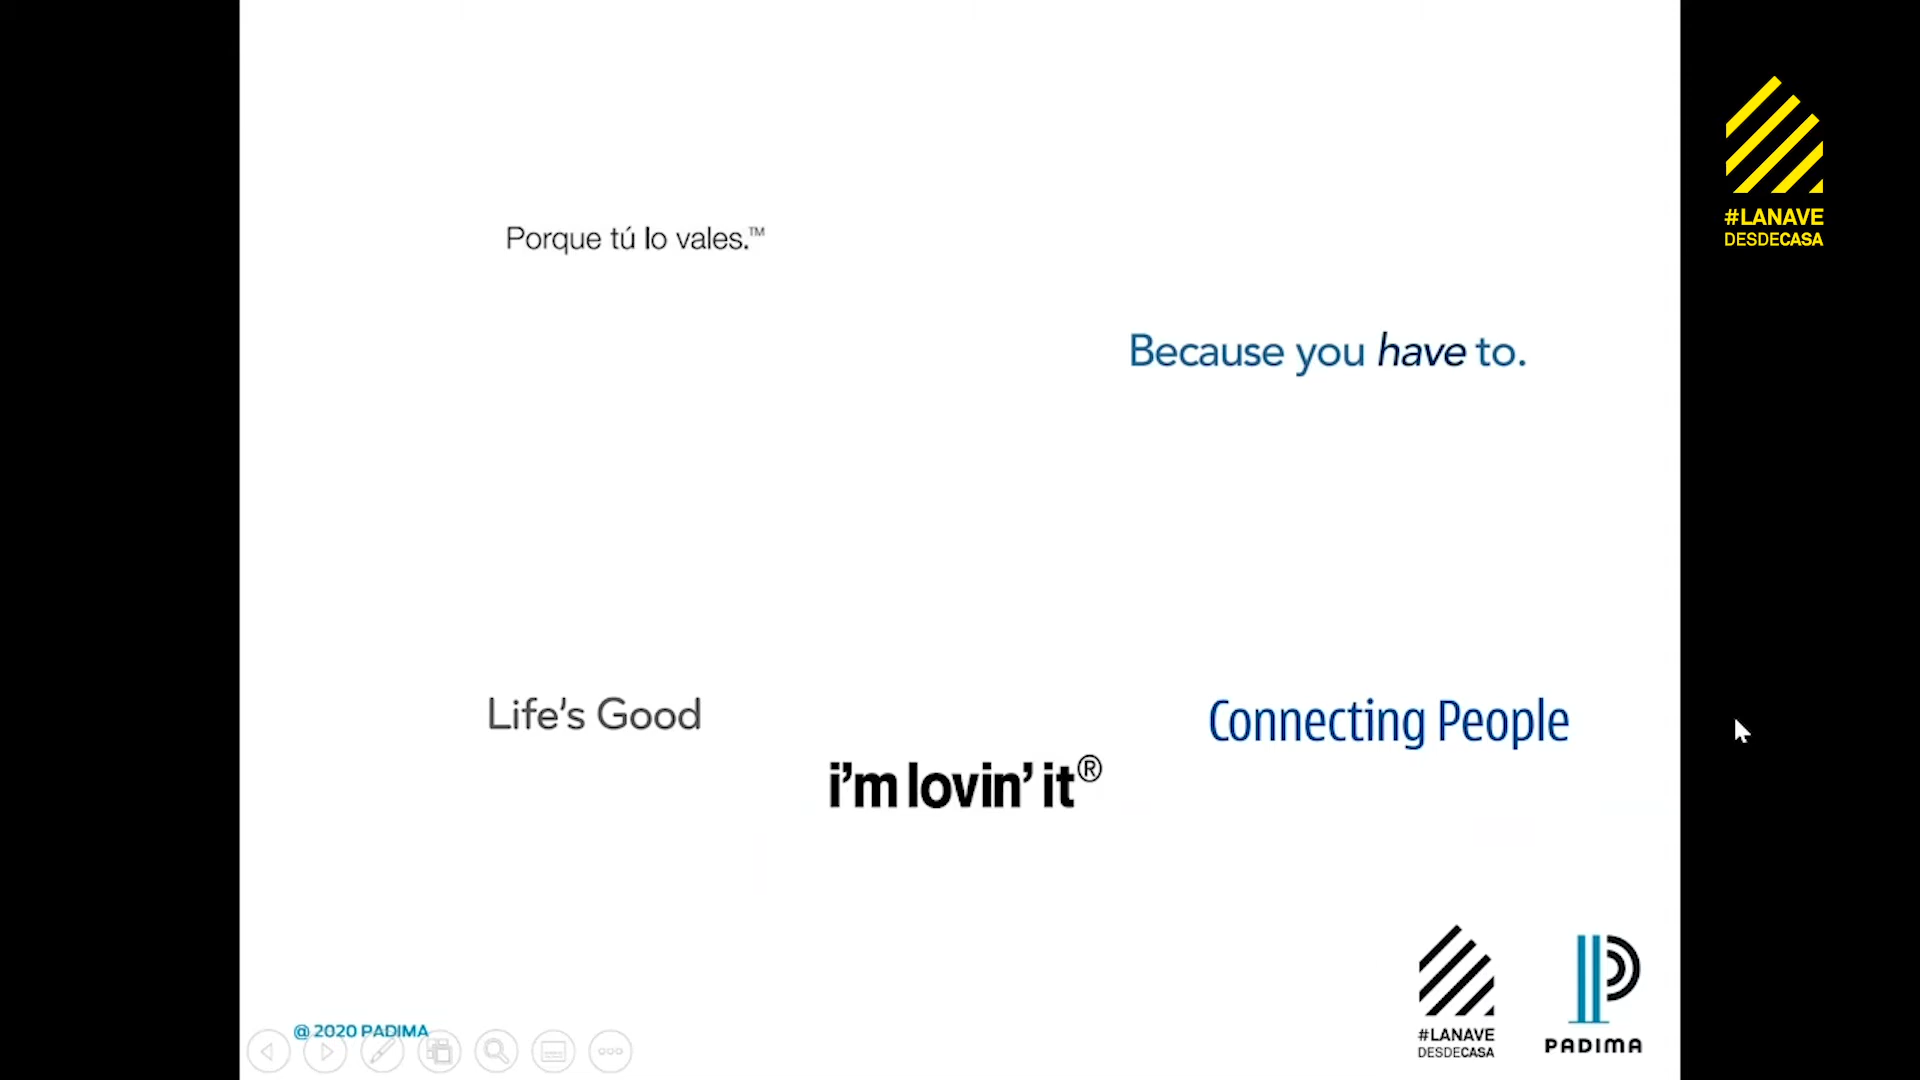 Porque tú lo vales.™
Because you have to.
Life's Good
Connecting People
i'm lovin' it®
#LANAVE
DESDECASA
#LANAVE
DESDECASA
PADIMA
@ 2020 PADIMA